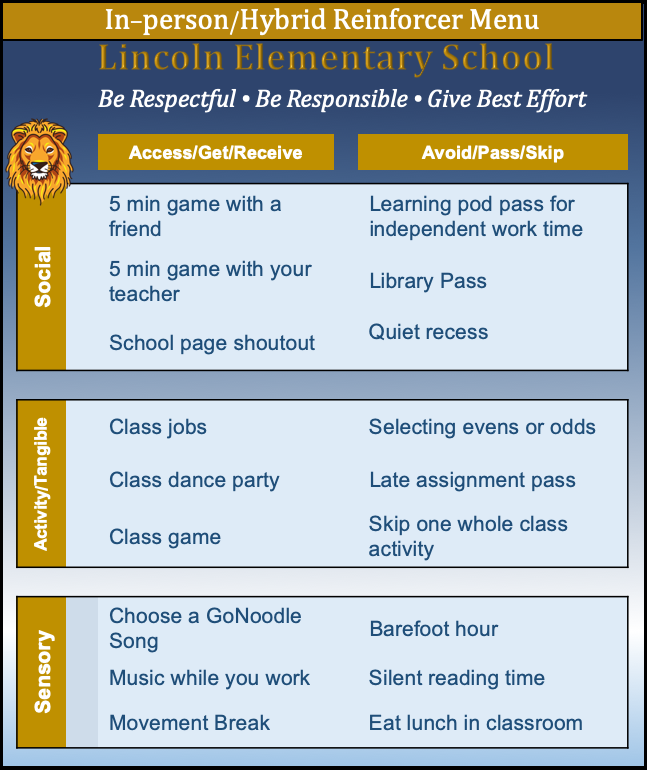 In-person/Hybrid Reinforcer Menu
Lincoln Elementary School
Be Respectful • Be Responsible • Give Best Effort
Access/Get/Receive
Avoid/Pass/Skip
Social
5 min game with a
friend
5 min game with your
teacher
School page shoutout
Learning pod pass for
independent work time
Library Pass
Quiet recess
Activity/Tangible
Class jobs
Class dance party
Class game
Selecting evens or odds
Late assignment pass
Skip one whole class
activity
Sensory
Choose a GoNoodle
Song
Music while you work
Movement Break
Barefoot hour
Silent reading time
Eat lunch in classroom